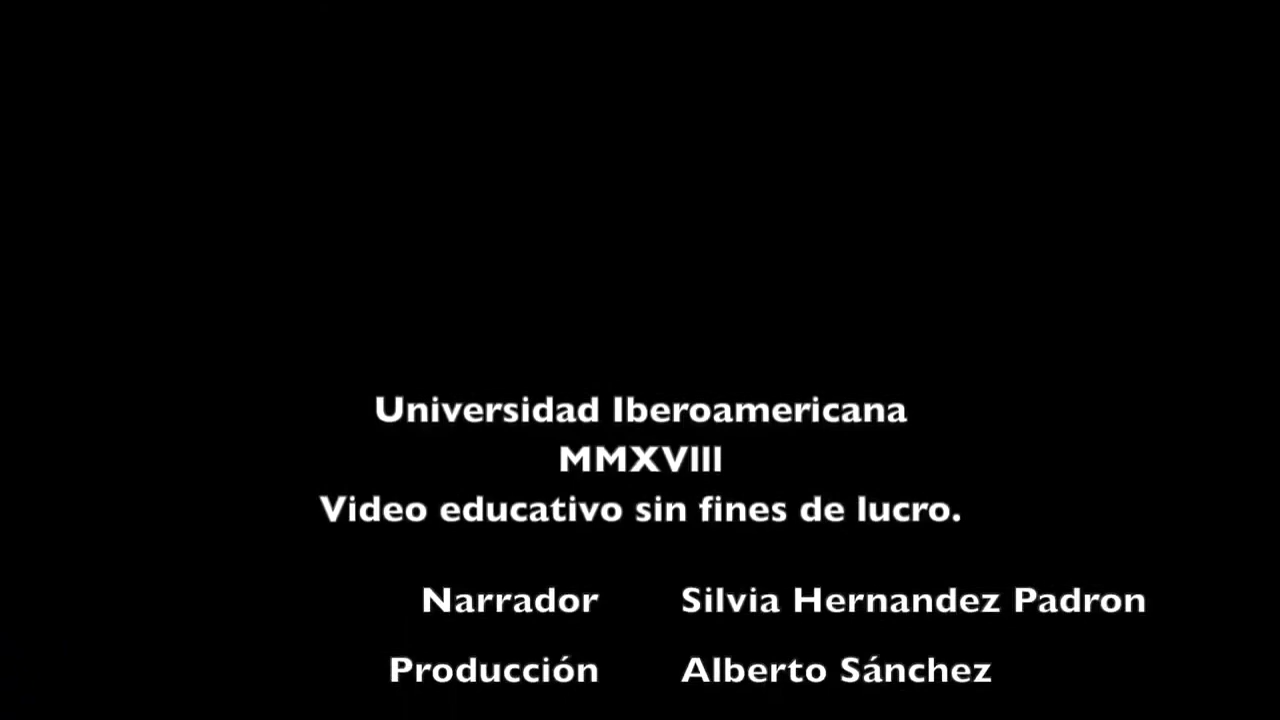 Universidad Iberoamericana
MMXVIII
Video educativo sin fines de lucro.
Narrador Silvia Hernandez Padron
Producción Alberto Sánchez